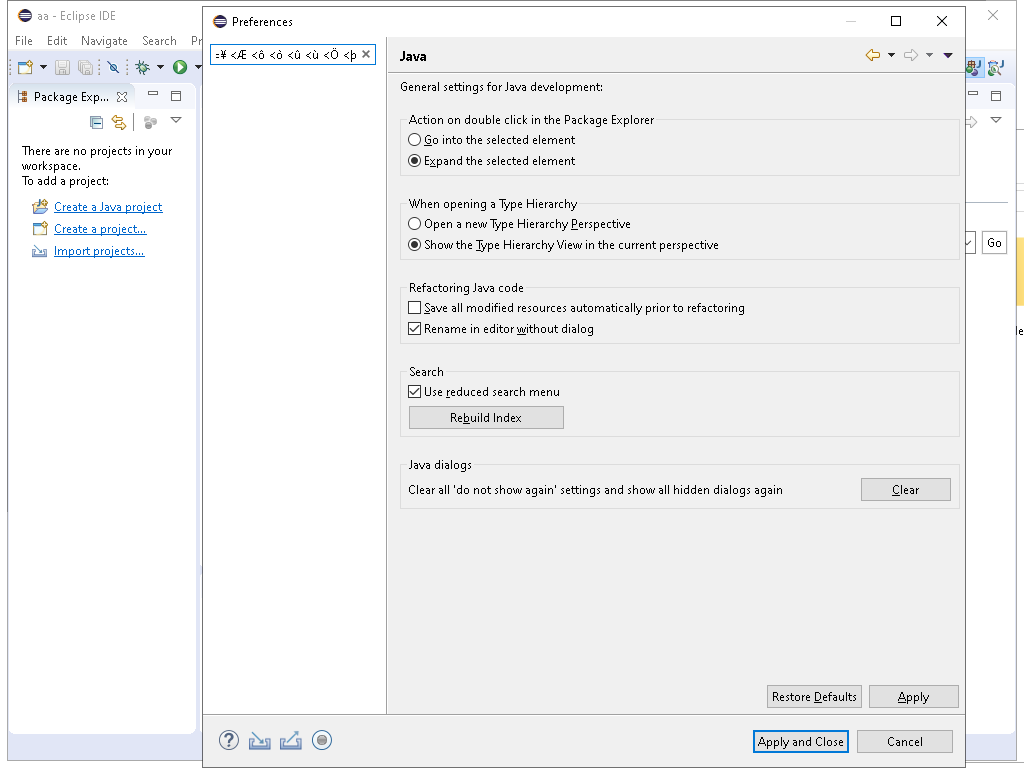 aa - Eclipse IDE
File Edit Navigate Search
Package Exp...
There are no projects in your
workspace.
To add a project:
Create a Java project
Create a project...
Import projects...
Preferences
=¥ <Æ <ô <ò <û <ù <Ö <þ
Java
General settings for Java development:
Action on double click in the Package Explorer
Go into the selected element
Expand the selected element
When opening a Type Hierarchy
Open a new Type Hierarchy Perspective
Show the Type Hierarchy View in the current perspective
Refactoring Java code
Save all modified resources automatically prior to refactoring
Rename in editor without dialog
Search
Use reduced search menu
Rebuild Index
Java dialogs
Clear all 'do not show again' settings and show all hidden dialogs again
Clear
Restore Defaults
Apply
Apply and Close
Cancel
Go